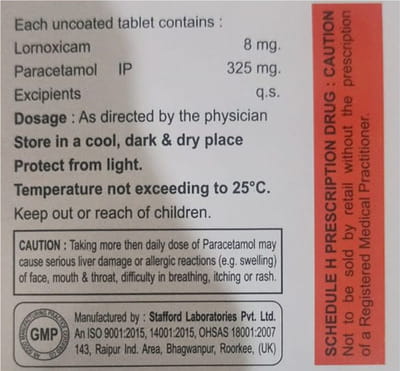 Each uncoated tablet contains :
Lornoxicam 8 mg.
Paracetamol IP 325 mg.
Excipients q.s.
Dosage : As directed by the physician
Store in a cool, dark & dry place
Protect from light.
Temperature not exceeding to 25°C.
Keep out or reach of children.
CAUTION : Taking more then daily dose of Paracetamol may
cause serious liver damage or allergic reactions (e.g. swelling)
of face, mouth & throat, difficulty in breathing, itching or rash.
GMP
Manufactured by : Stafford Laboratories Pvt. Ltd.
An ISO 9001:2015, 14001:2015, OHSAS 18001:2007
143, Raipur Ind. Area, Bhagwanpur, Roorkee, (UK)
SCHEDULE H PRESCRIPTION DRUG : CAUTION
Not to be sold by retail without the prescription
of a Registered Medical Practitioner.